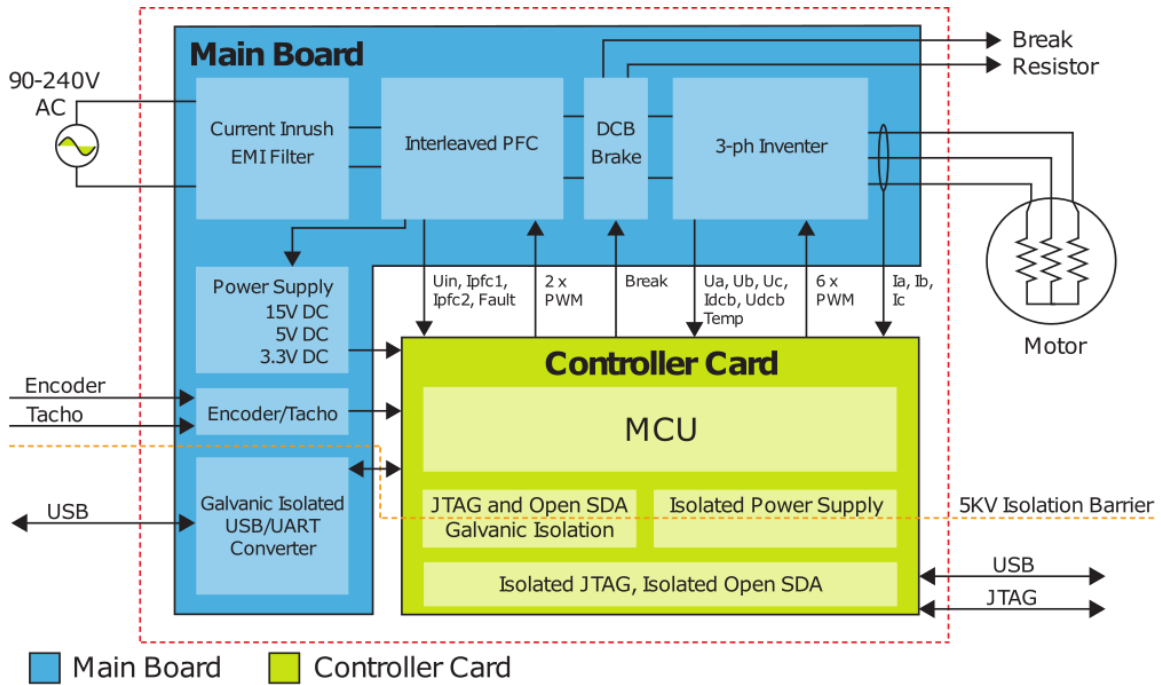 Main Board
Break
Resistor
90-240V
AC
Current Inrush
EMI Filter
Interleaved PFC
DCB
Brake
3-ph Inventer
Uin, Ipfc1,
Ipfc2, Fault
2 x
PWM
Break
Ua, Ub, Uc,
Idcb, Udcb
Temp
6 x
PWM
Ia, Ib,
Ic
Motor
Power Supply
15V DC
5V DC
3.3V DC
Controller Card
MCU
Encoder
Tacho
Encoder/Tacho
USB
Galvanic Isolated
USB/UART
Converter
JTAG and Open SDA
Galvanic Isolation
Isolated Power Supply
5KV Isolation Barrier
Isolated JTAG, Isolated Open SDA
USB
JTAG
Main Board
Controller Card